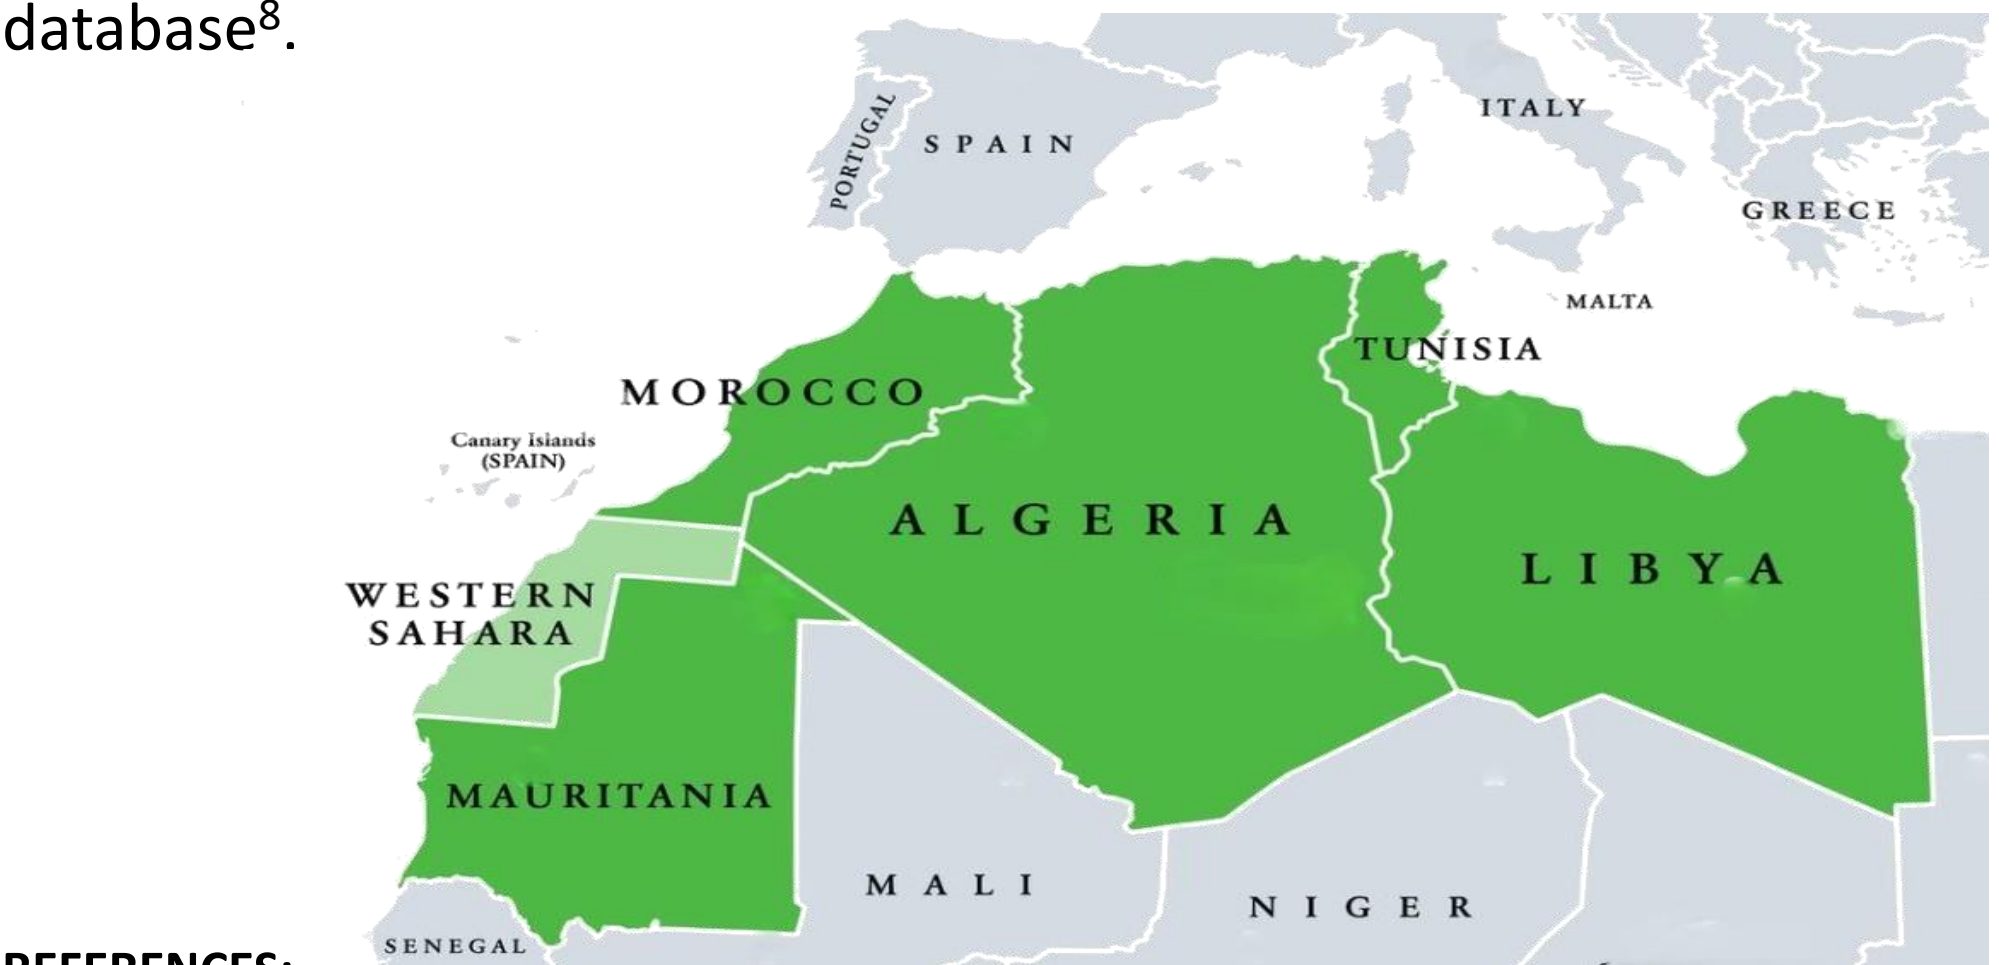 database⁸.
ITALY
PORTUGAL
SPAIN
GREECE
MALTA
TUNISIA
MOROCCO
Canary Islands
(SPAIN)
ALGERIA
LIBYA
WESTERN
SAHARA
MAURITANIA
MALI
NIGER
SENEGAL
REFERENCES: